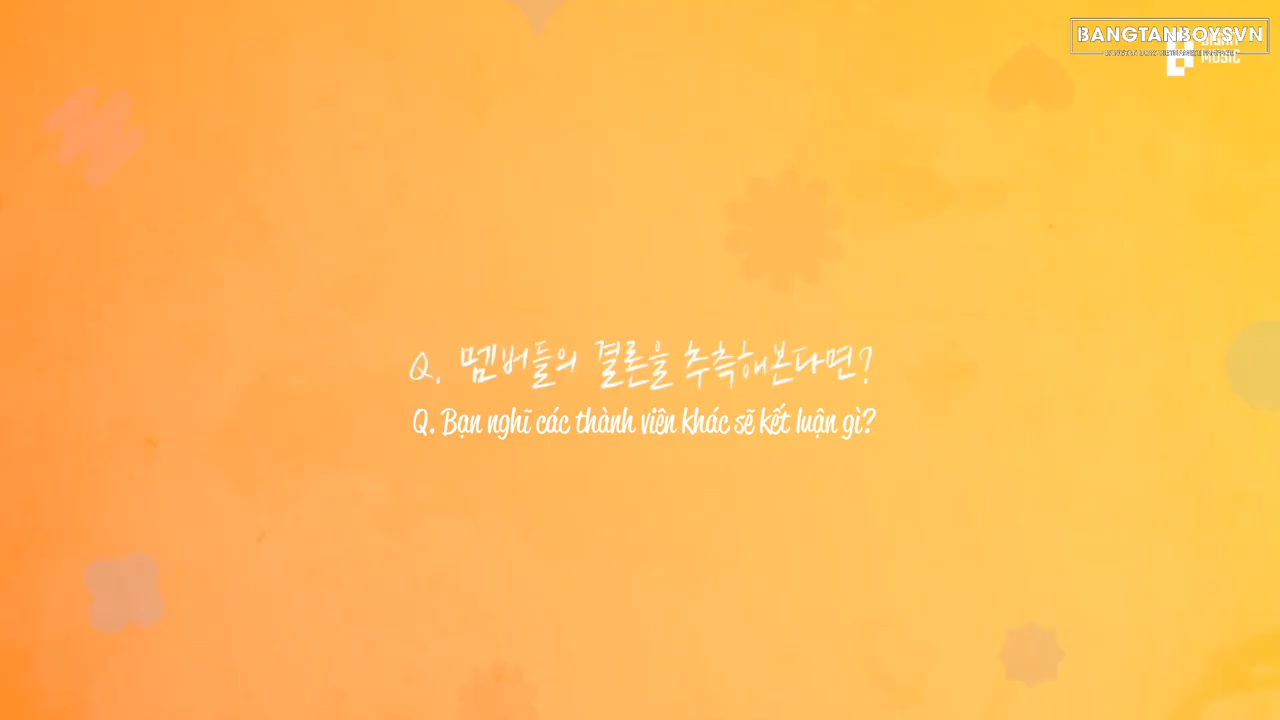 BANGTANBOYSVN
MUSIC
Q. 멤버들의 결론을 추측해본다면?
Q. Bạn nghĩ các thành viên khác sẽ kết luận gì?